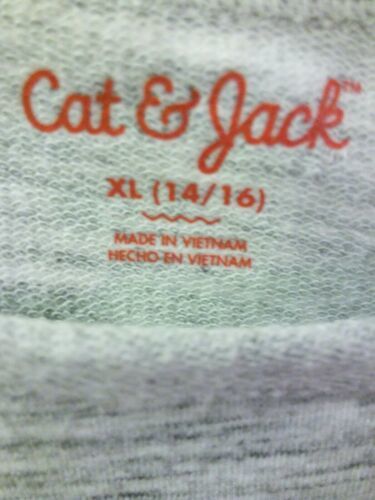 Cat & Jack™
XL (14/16)
MADE IN VIETNAM
HECHO EN VIETNAM